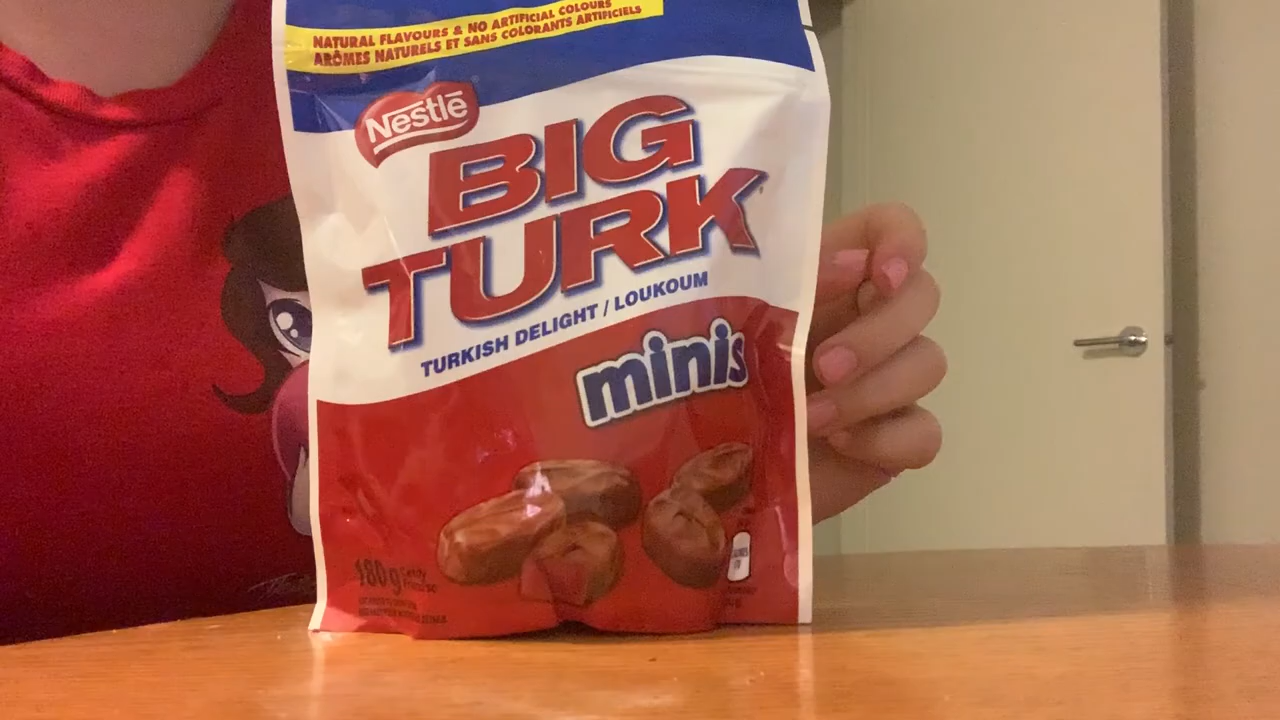 NATURAL FLAVOURS & NO ARTIFICIAL COLOURS
ARÔMES NATURELS ET SANS COLORANTS ARTIFICIELS
Nestlé
BIG
TURK
TURKISH DELIGHT / LOUKOUM
minis
180 g